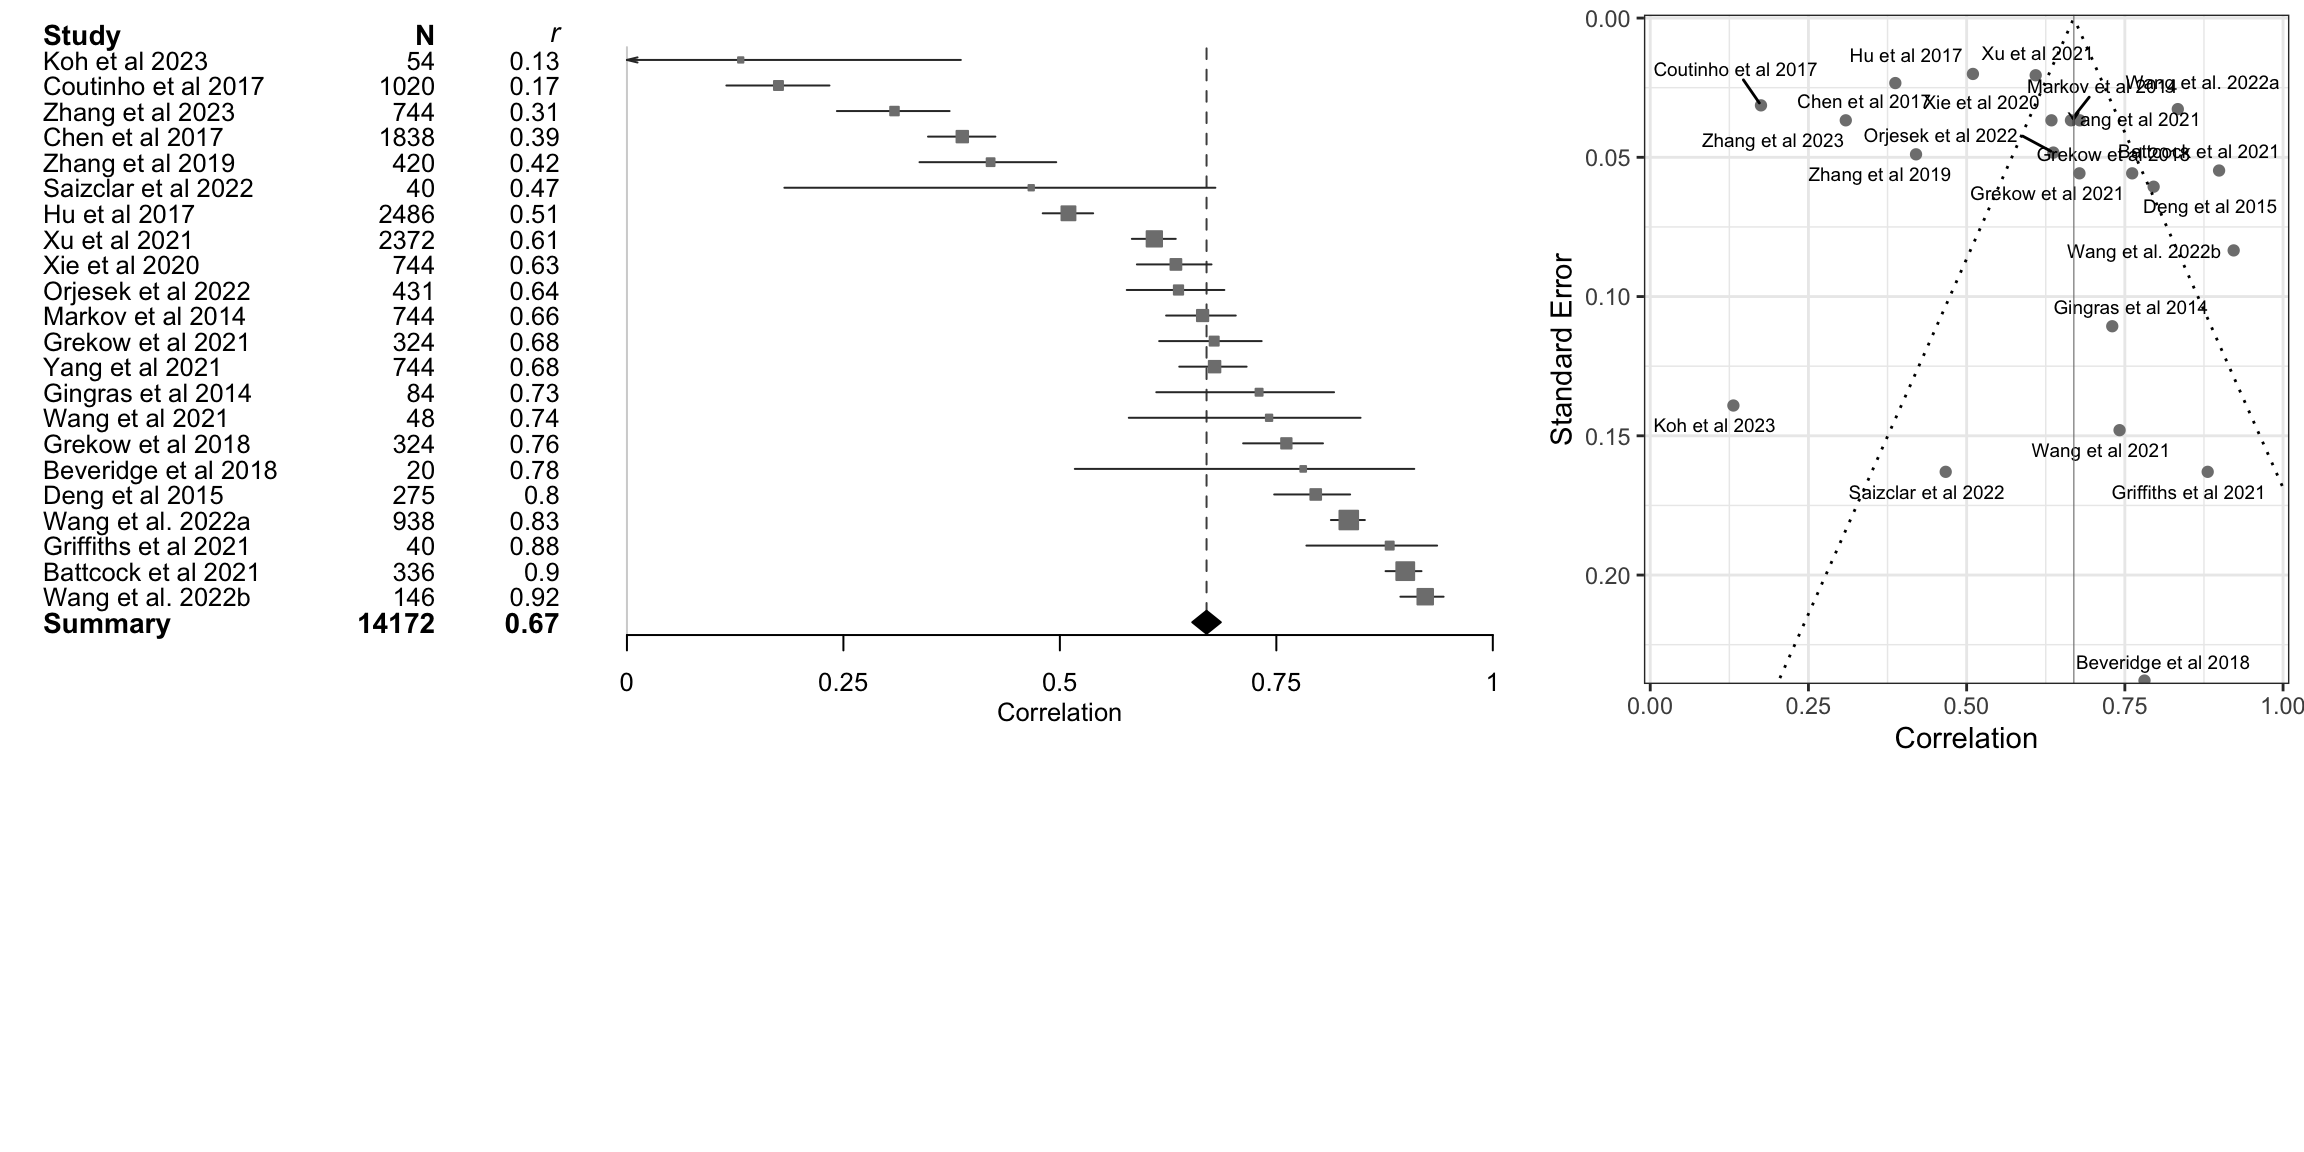 Study N r
Koh et al 2023 54 0.13
Coutinho et al 2017 1020 0.17
Zhang et al 2023 744 0.31
Chen et al 2017 1838 0.39
Zhang et al 2019 420 0.42
Saizclar et al 2022 40 0.47
Hu et al 2017 2486 0.51
Xu et al 2021 2372 0.61
Xie et al 2020 744 0.63
Orjesek et al 2022 431 0.64
Markov et al 2014 744 0.66
Grekow et al 2021 324 0.68
Yang et al 2021 744 0.68
Gingras et al 2014 84 0.73
Wang et al 2021 48 0.74
Grekow et al 2018 324 0.76
Beveridge et al 2018 20 0.78
Deng et al 2015 275 0.8
Wang et al. 2022a 938 0.83
Griffiths et al 2021 40 0.88
Battcock et al 2021 336 0.9
Wang et al. 2022b 146 0.92
Summary 14172 0.67
0 0.25 0.5 0.75 1
Correlation
Standard Error
0.00
0.05
0.10
0.15
0.20
Hu et al 2017
Xu et al 2021
Coutinho et al 2017
Wang et al. 2022a
Markov et al 2014
Chen et al 2017
Xie et al 2020
Yang et al 2021
Zhang et al 2023
Orjesek et al 2022
Grekow et al 2018
Battcock et al 2021
Zhang et al 2019
Grekow et al 2021
Deng et al 2015
Wang et al. 2022b
Gingras et al 2014
Koh et al 2023
Wang et al 2021
Saizclar et al 2022
Griffiths et al 2021
Beveridge et al 2018
0.00 0.25 0.50 0.75 1.00
Correlation